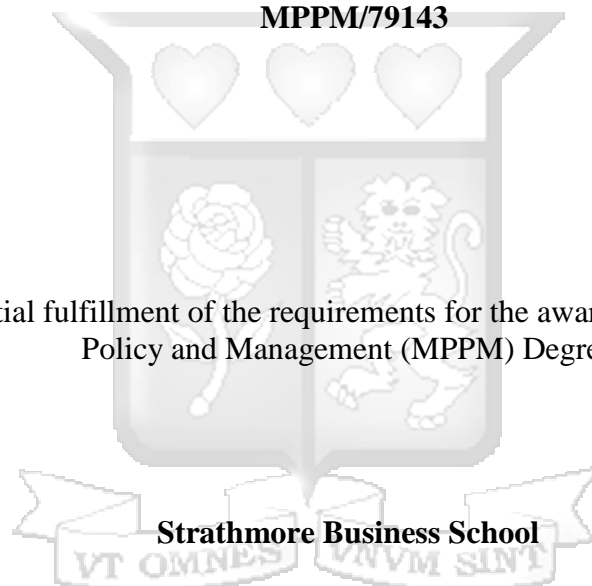 MPPM/79143
tial fulfillment of the requirements for the awar
Policy and Management (MPPM) Degre
Strathmore Business School
VT OMNES VNVM SINT